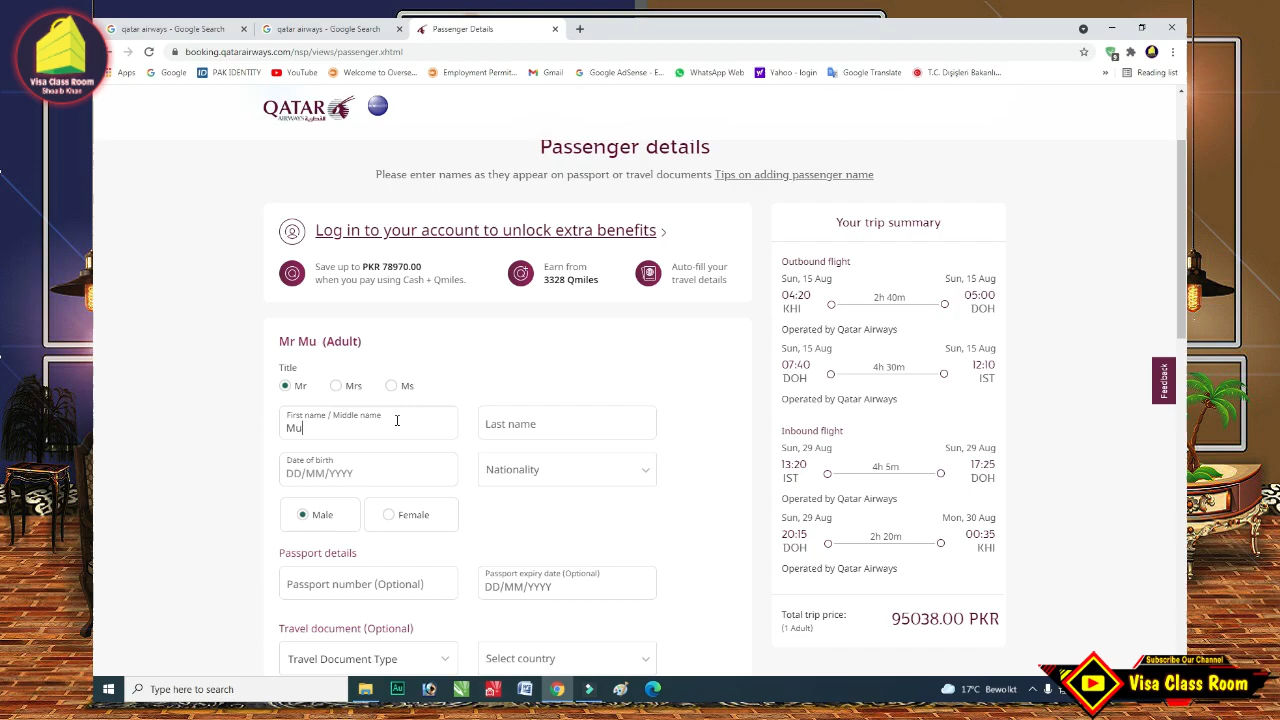 qatar airways - Google Search
qatar airways - Google Search
Passenger Details
booking.qatarairways.com/nsp/views/passenger.xhtml
Apps
Google
PAK IDENTITY
YouTube
Welcome to Overse...
Employment Permit...
Gmail
Google AdSense - E...
WhatsApp Web
Yahoo - login
Google Translate
T.C. Dışişleri Bakanlı...
Reading list
Visa Class Room
Shoaib Khan
QATAR
AIRWAYS القطرية
Passenger details
Please enter names as they appear on passport or travel documents Tips on adding passenger name
Log in to your account to unlock extra benefits
Save up to PKR 78970.00
when you pay using Cash + Qmiles.
Earn from
3328 Qmiles
Auto-fill your
travel details
Mr Mu (Adult)
Title
Mr
Mrs
Ms
First name / Middle name
Mu
Last name
Date of birth
DD/MM/YYYY
Nationality
Male
Female
Passport details
Passport number (Optional)
Passport expiry date (Optional)
DD/MM/YYYY
Travel document (Optional)
Travel Document Type
Select country
Your trip summary
Outbound flight
Sun, 15 Aug
Sun, 15 Aug
04:20
2h 40m
05:00
KHI
DOH
Operated by Qatar Airways
Sun, 15 Aug
Sun, 15 Aug
07:40
4h 30m
12:10
DOH
IST
Operated by Qatar Airways
Inbound flight
Sun, 29 Aug
Sun, 29 Aug
13:20
4h 5m
17:25
IST
DOH
Operated by Qatar Airways
Sun, 29 Aug
Mon, 30 Aug
20:15
2h 20m
00:35
DOH
KHI
Operated by Qatar Airways
Total trip price:
95038.00 PKR
(1 Adult)
Feedback
Type here to search
17°C Bewolkt
Subscribe Our Channel
Visa Class Room